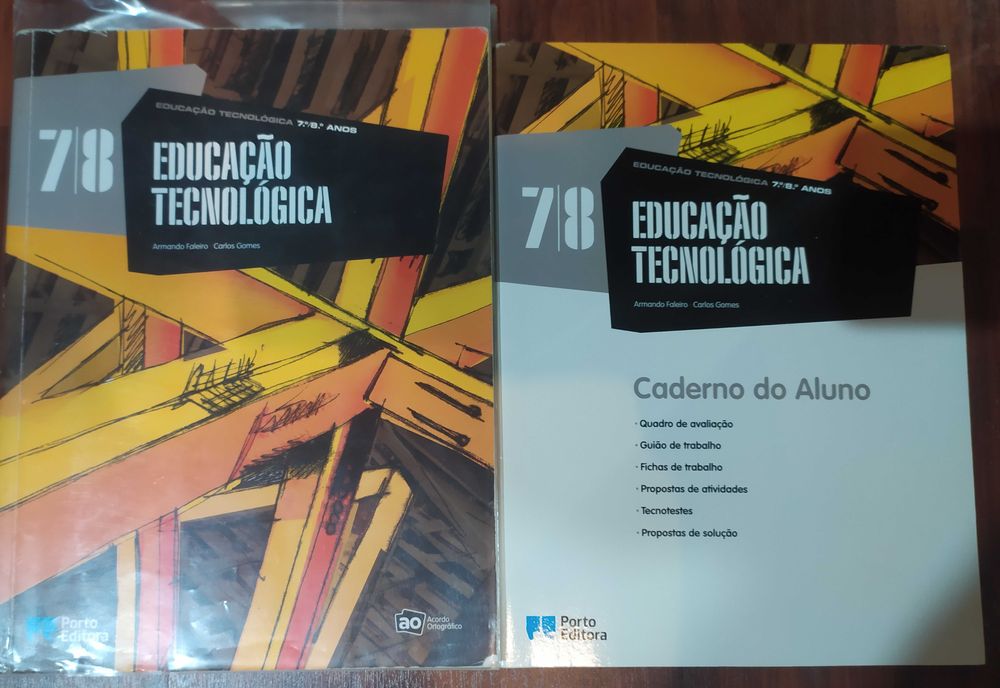 EDUCAÇÃO TECNOLÓGICA 7.º/8.º ANOS
7|8
EDUCAÇÃO
TECNOLÓGICA
Armando Faleiro · Carlos Gomes
Porto
Editora
ao
Acordo
Ortográfico
EDUCAÇÃO TECNOLÓGICA 7.º/8.º ANOS
7|8
EDUCAÇÃO
TECNOLÓGICA
Armando Faleiro · Carlos Gomes
Caderno do Aluno
· Quadro de avaliação
· Guião de trabalho
· Fichas de trabalho
· Propostas de atividades
· Tecnotestes
· Propostas de solução
Porto
Editora